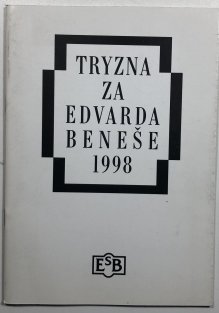 TRYZNA
ZA
EDVARDA
BENEŠE
1998
ESB